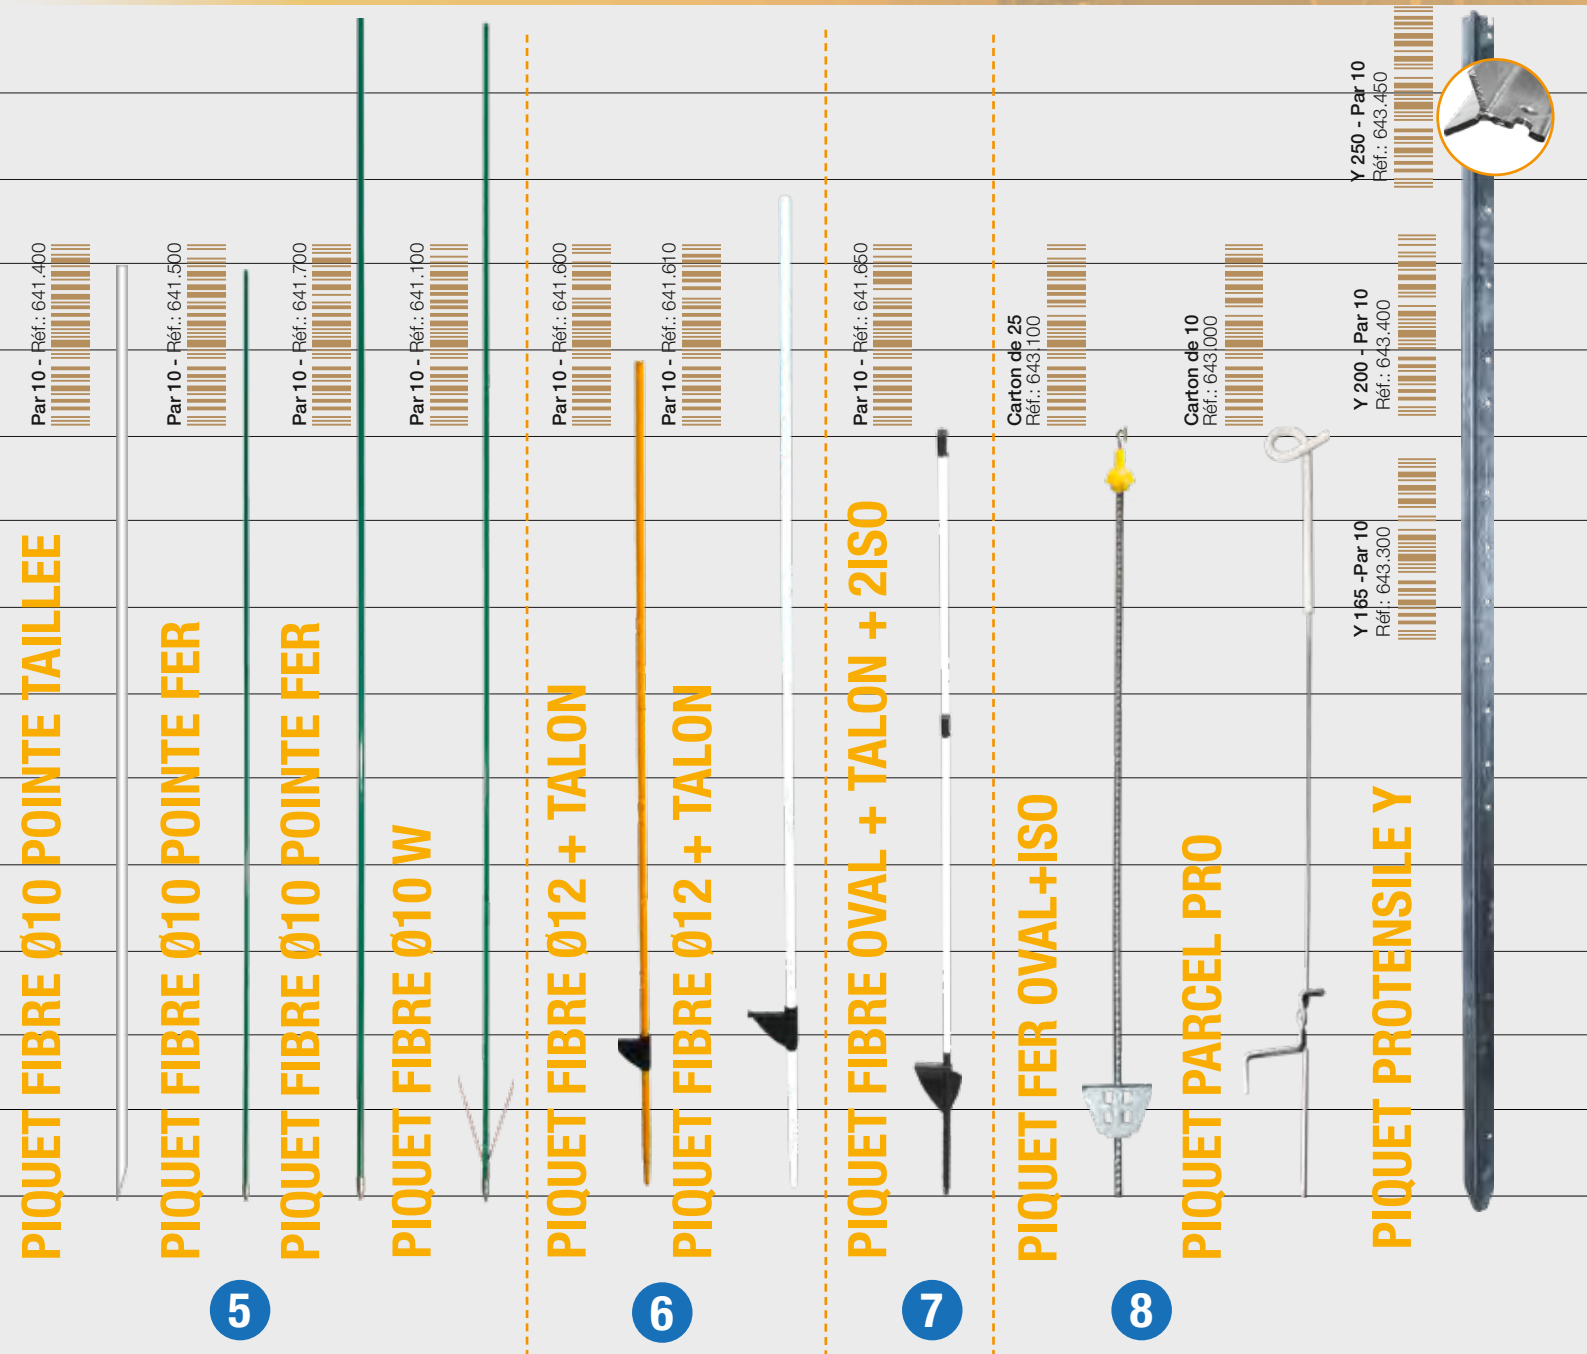 PIQUET FIBRE Ø10 POINTE TAILLEE
Par 10 - Réf.: 641.400
PIQUET FIBRE Ø10 POINTE FER
Par 10 - Réf.: 641.500
PIQUET FIBRE Ø10 POINTE FER
Par 10 - Réf.: 641.700
PIQUET FIBRE Ø10 W
Par 10 - Réf.: 641.100
PIQUET FIBRE Ø12 + TALON
Par 10 - Réf.: 641.600
PIQUET FIBRE Ø12 + TALON
Par 10 - Réf.: 641.610
PIQUET FIBRE OVAL + TALON + 2ISO
Par 10 - Réf.: 641.650
PIQUET FER OVAL+ISO
Carton de 25
Réf.: 643.100
PIQUET PARCEL PRO
Carton de 10
Réf.: 643.000
PIQUET PROTENSILE Y
Y 165 -Par 10
Réf.: 643.300
Y 200 - Par 10
Réf.: 643.400
Y 250 - Par 10
Réf.: 643.450
5
6
7
8